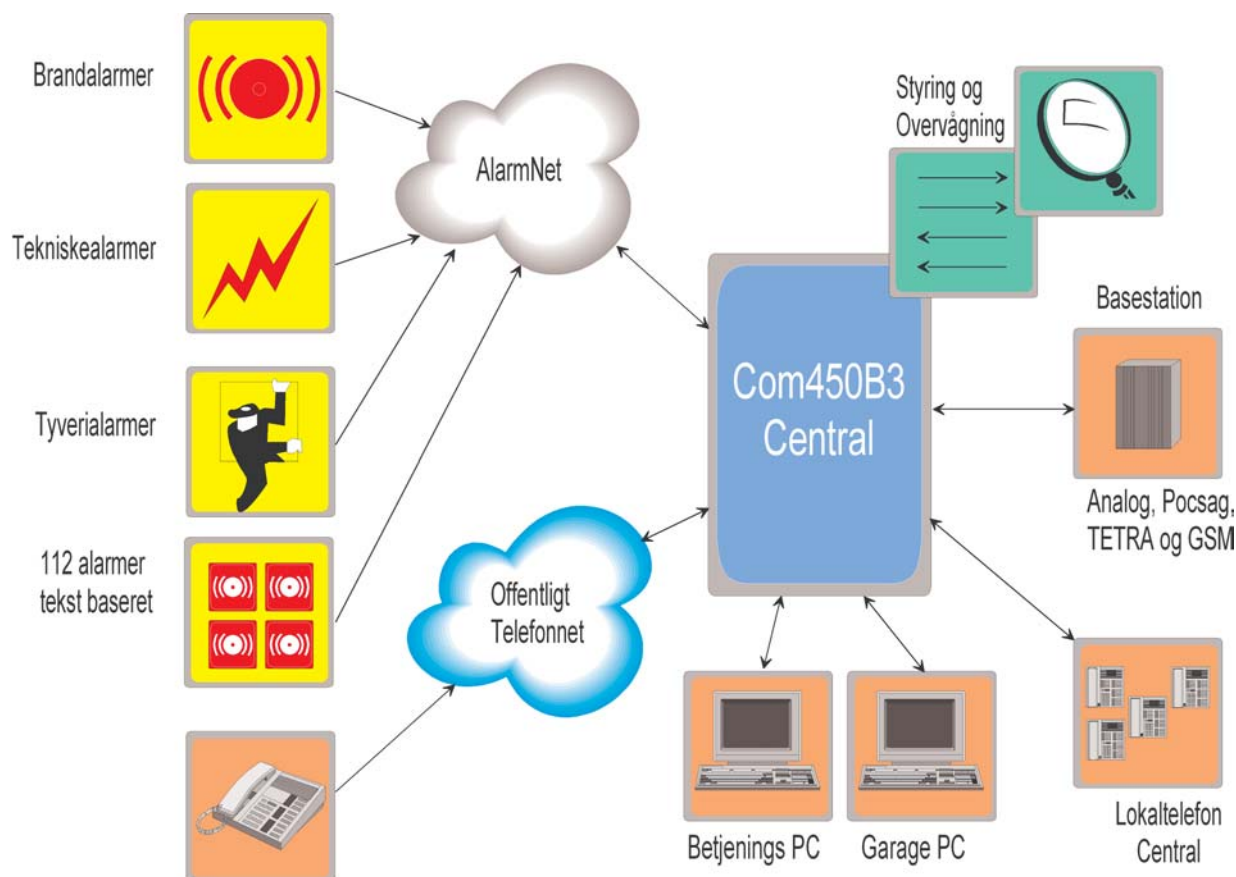 Brandalarmer
Tekniskealarmer
Tyverialarmer
112 alarmer
tekst baseret
AlarmNet
Offentligt
Telefonnet
Styring og
Overvågning
Com450B3
Central
Basestation
Analog, Pocsag,
TETRA og GSM
Betjenings PC
Garage PC
Lokaltelefon
Central